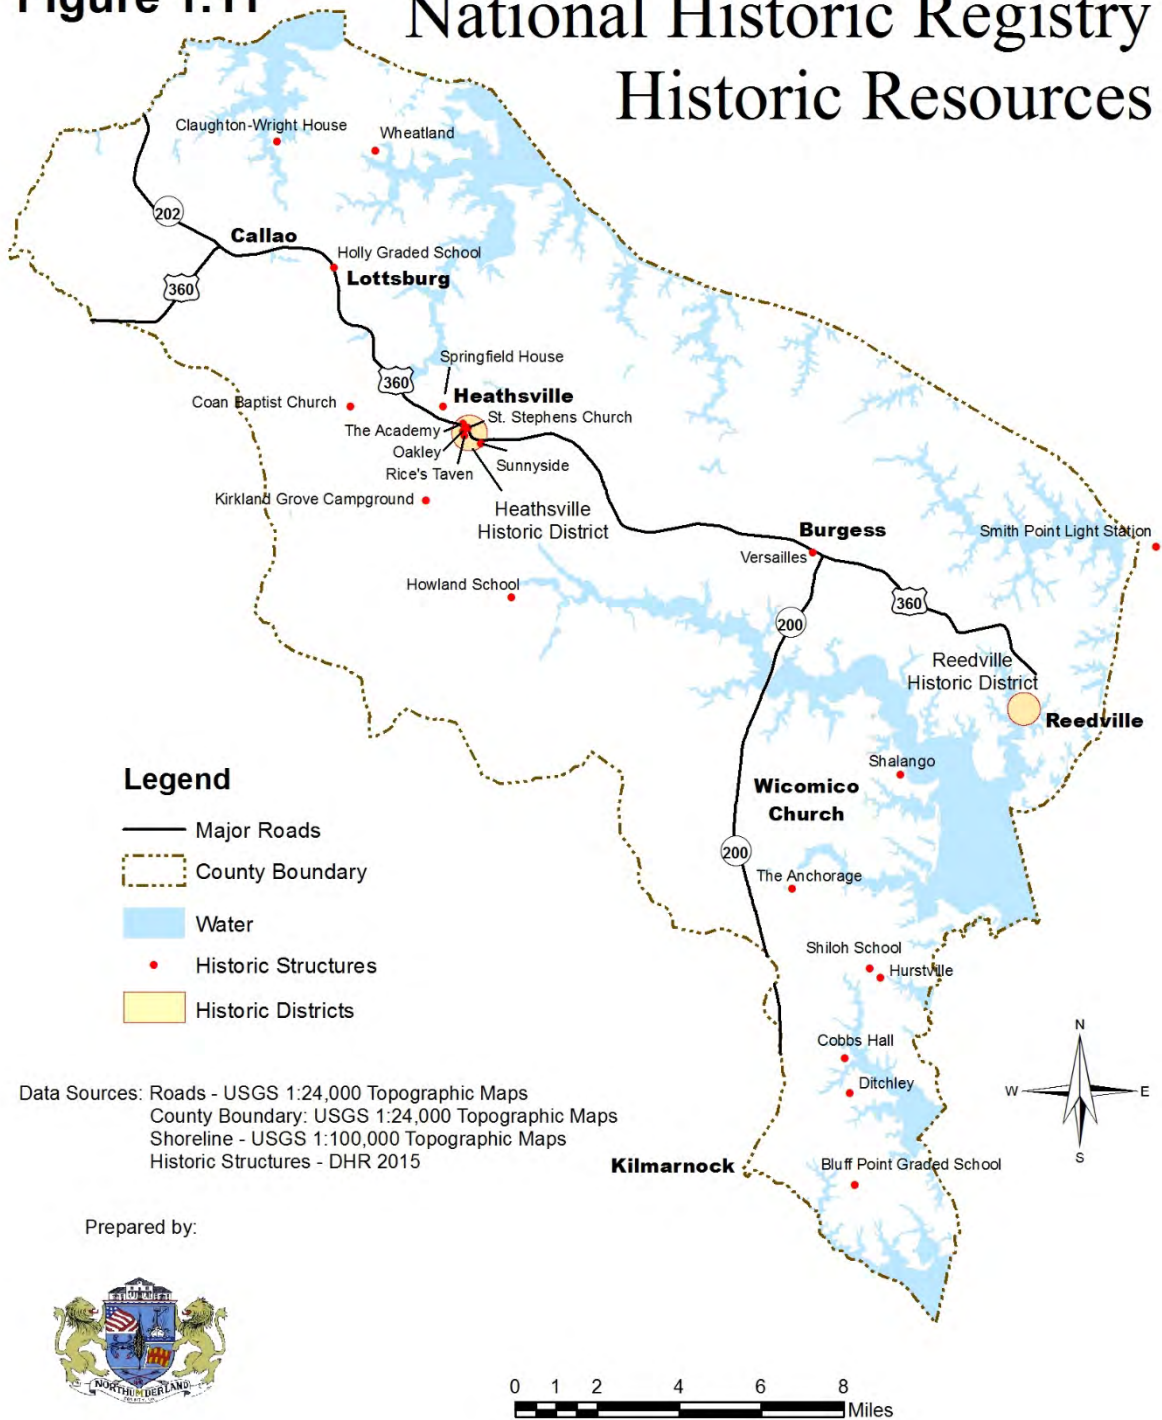 Figure 1.11
National Historic Registry
Historic Resources
Claughton-Wright House
Wheatland
202
Callao
Holly Graded School
Lottsburg
360
Springfield House
360
Heathsville
Coan Baptist Church
St. Stephens Church
The Academy
Oakley
Sunnyside
Rice's Taven
Kirkland Grove Campground
Heathsville
Historic District
Burgess
Smith Point Light Station
Versailles
Howland School
360
200
Reedville
Historic District
Reedville
Shalango
Wicomico
Church
200
The Anchorage
Shiloh School
Hurstville
Cobbs Hall
Ditchley
Kilmarnock
Bluff Point Graded School
Legend
Major Roads
County Boundary
Water
Historic Structures
Historic Districts
N
W E
S
Data Sources: Roads - USGS 1:24,000 Topographic Maps
County Boundary: USGS 1:24,000 Topographic Maps
Shoreline - USGS 1:100,000 Topographic Maps
Historic Structures - DHR 2015
Prepared by:
NORTHUMBERLAND
0 1 2 4 6 8
Miles